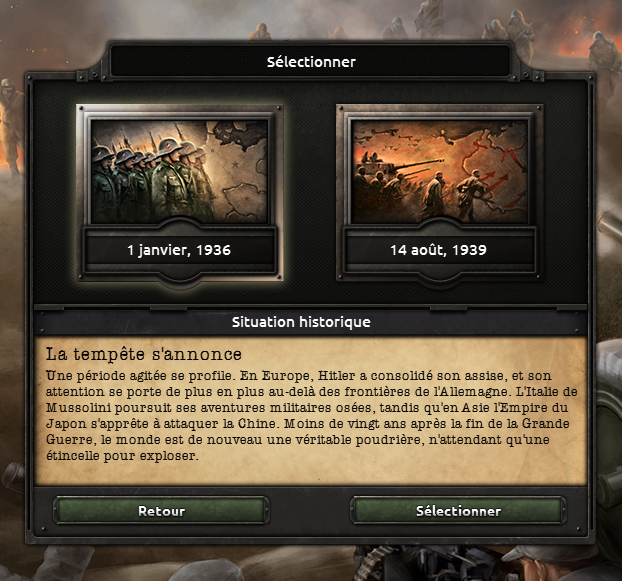 Sélectionner
1 janvier, 1936
14 août, 1939
Situation historique
La tempête s'annonce
Une période agitée se profile. En Europe, Hitler a consolidé son assise, et son
attention se porte de plus en plus au-delà des frontières de l'Allemagne. L'Italie de
Mussolini poursuit ses aventures militaires osées, tandis qu'en Asie l'Empire du
Japon s'apprête à attaquer la Chine. Moins de vingt ans après la fin de la Grande
Guerre, le monde est de nouveau une véritable poudrière, n'attendant qu'une
étincelle pour exploser.
Retour
Sélectionner